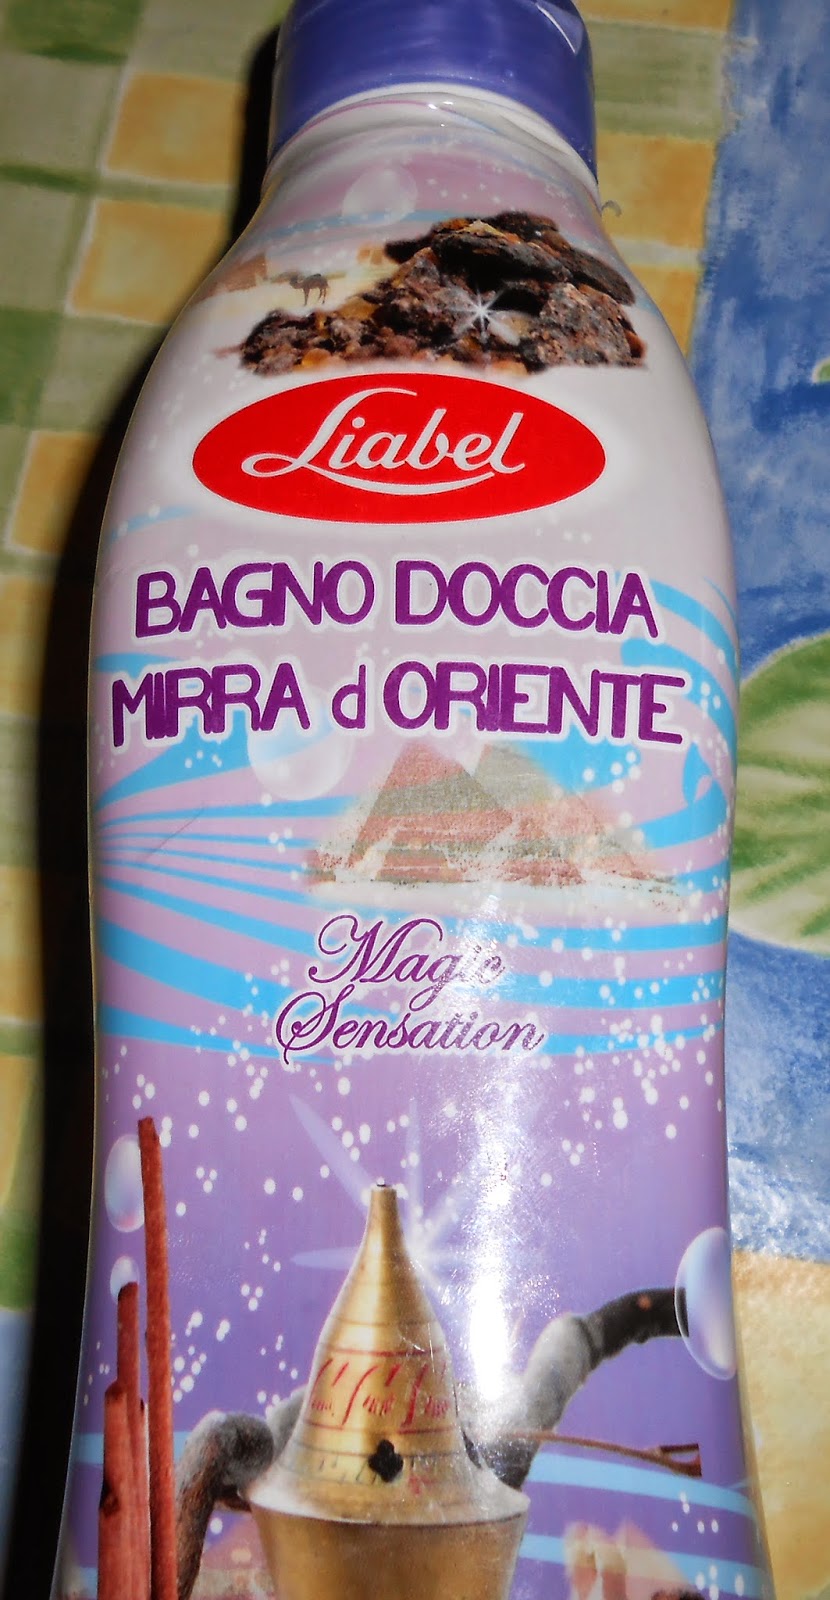 Liabel
BAGNO DOCCIA
MIRRA d ORIENTE
Magic
Sensation